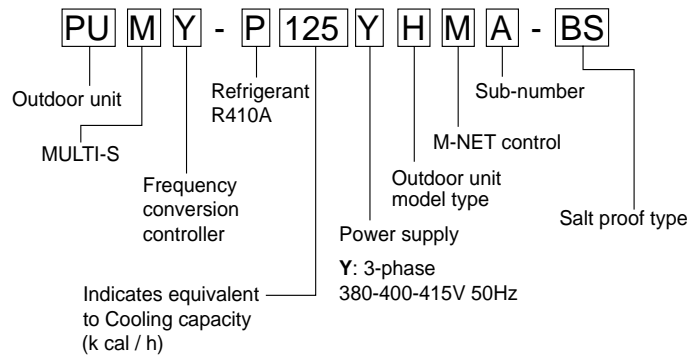 PU M Y - P 125 Y H M A - BS
Outdoor unit
MULTI-S
Frequency
conversion
controller
Refrigerant
R410A
Indicates equivalent
to Cooling capacity
(k cal / h)
Power supply
Y: 3-phase
380-400-415V 50Hz
Outdoor unit
model type
M-NET control
Sub-number
Salt proof type